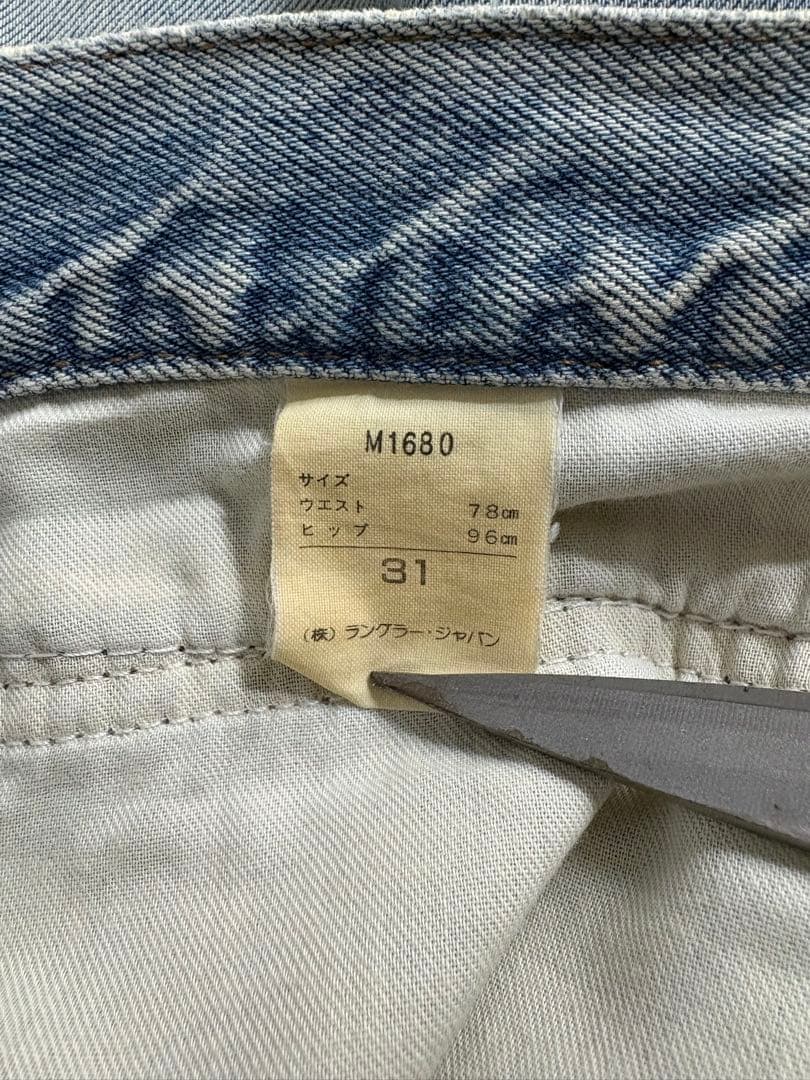 M1680
サイズ
ウエスト 78cm
ヒップ 96cm
31
(株) ラングラー・ジャパン